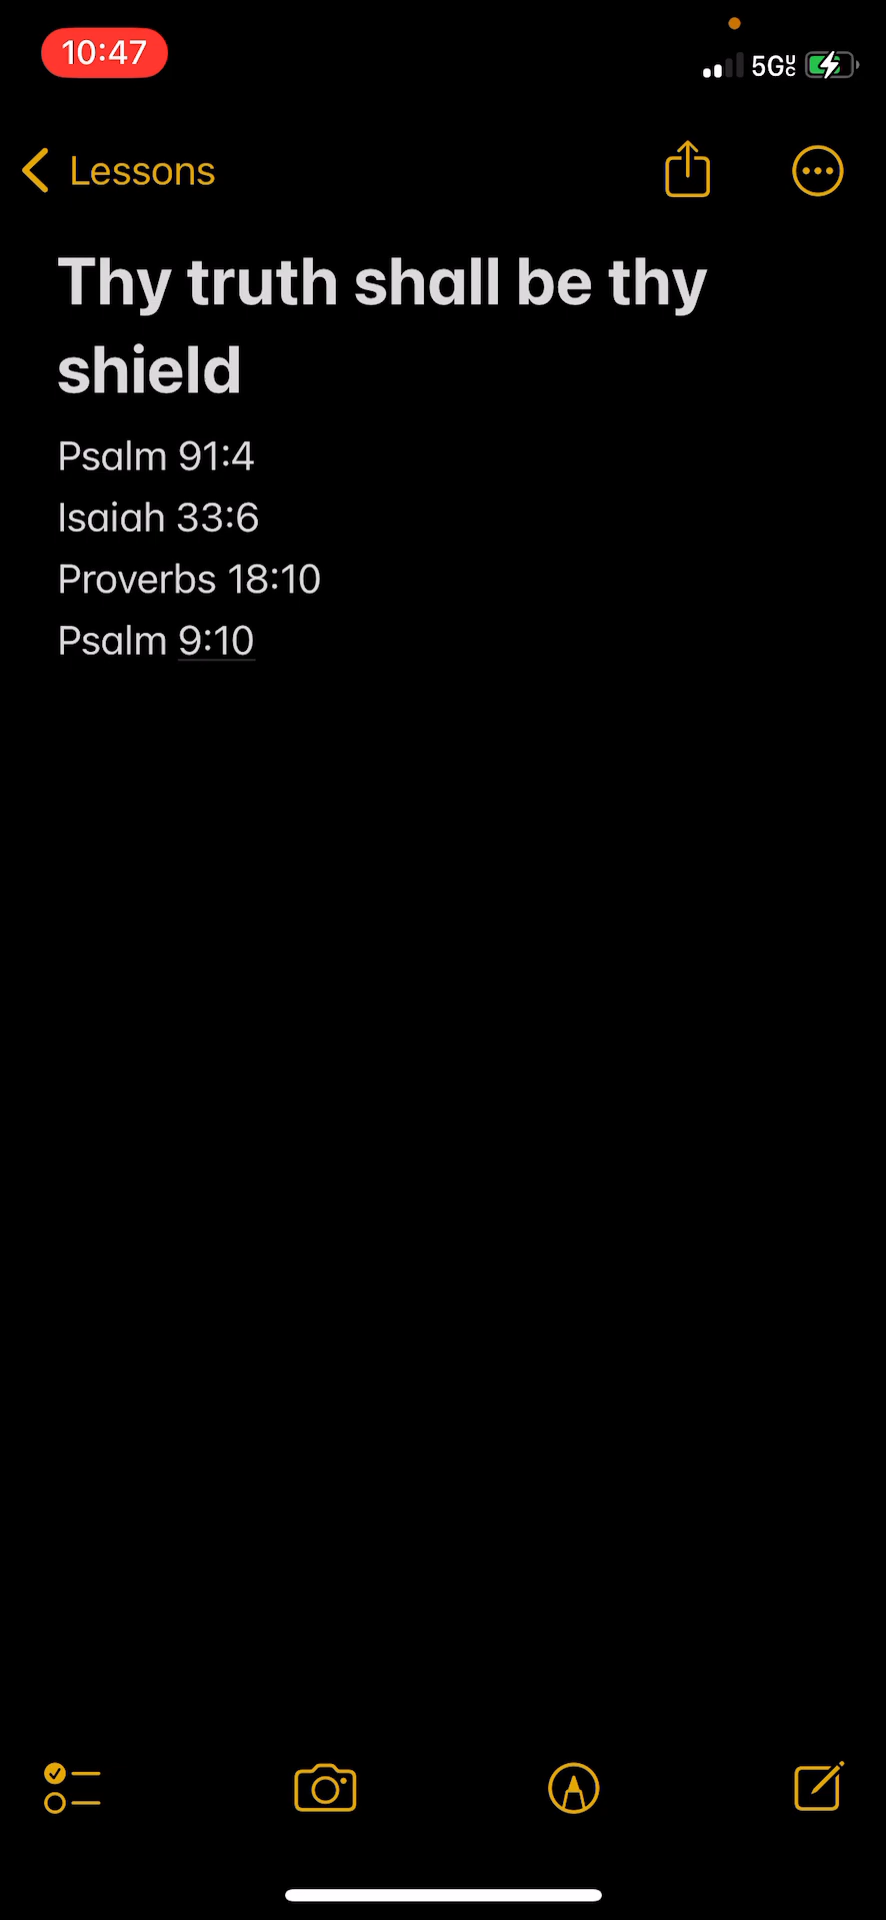 10:47
5G UC
Lessons
Thy truth shall be thy
shield
Psalm 91:4
Isaiah 33:6
Proverbs 18:10
Psalm 9:10